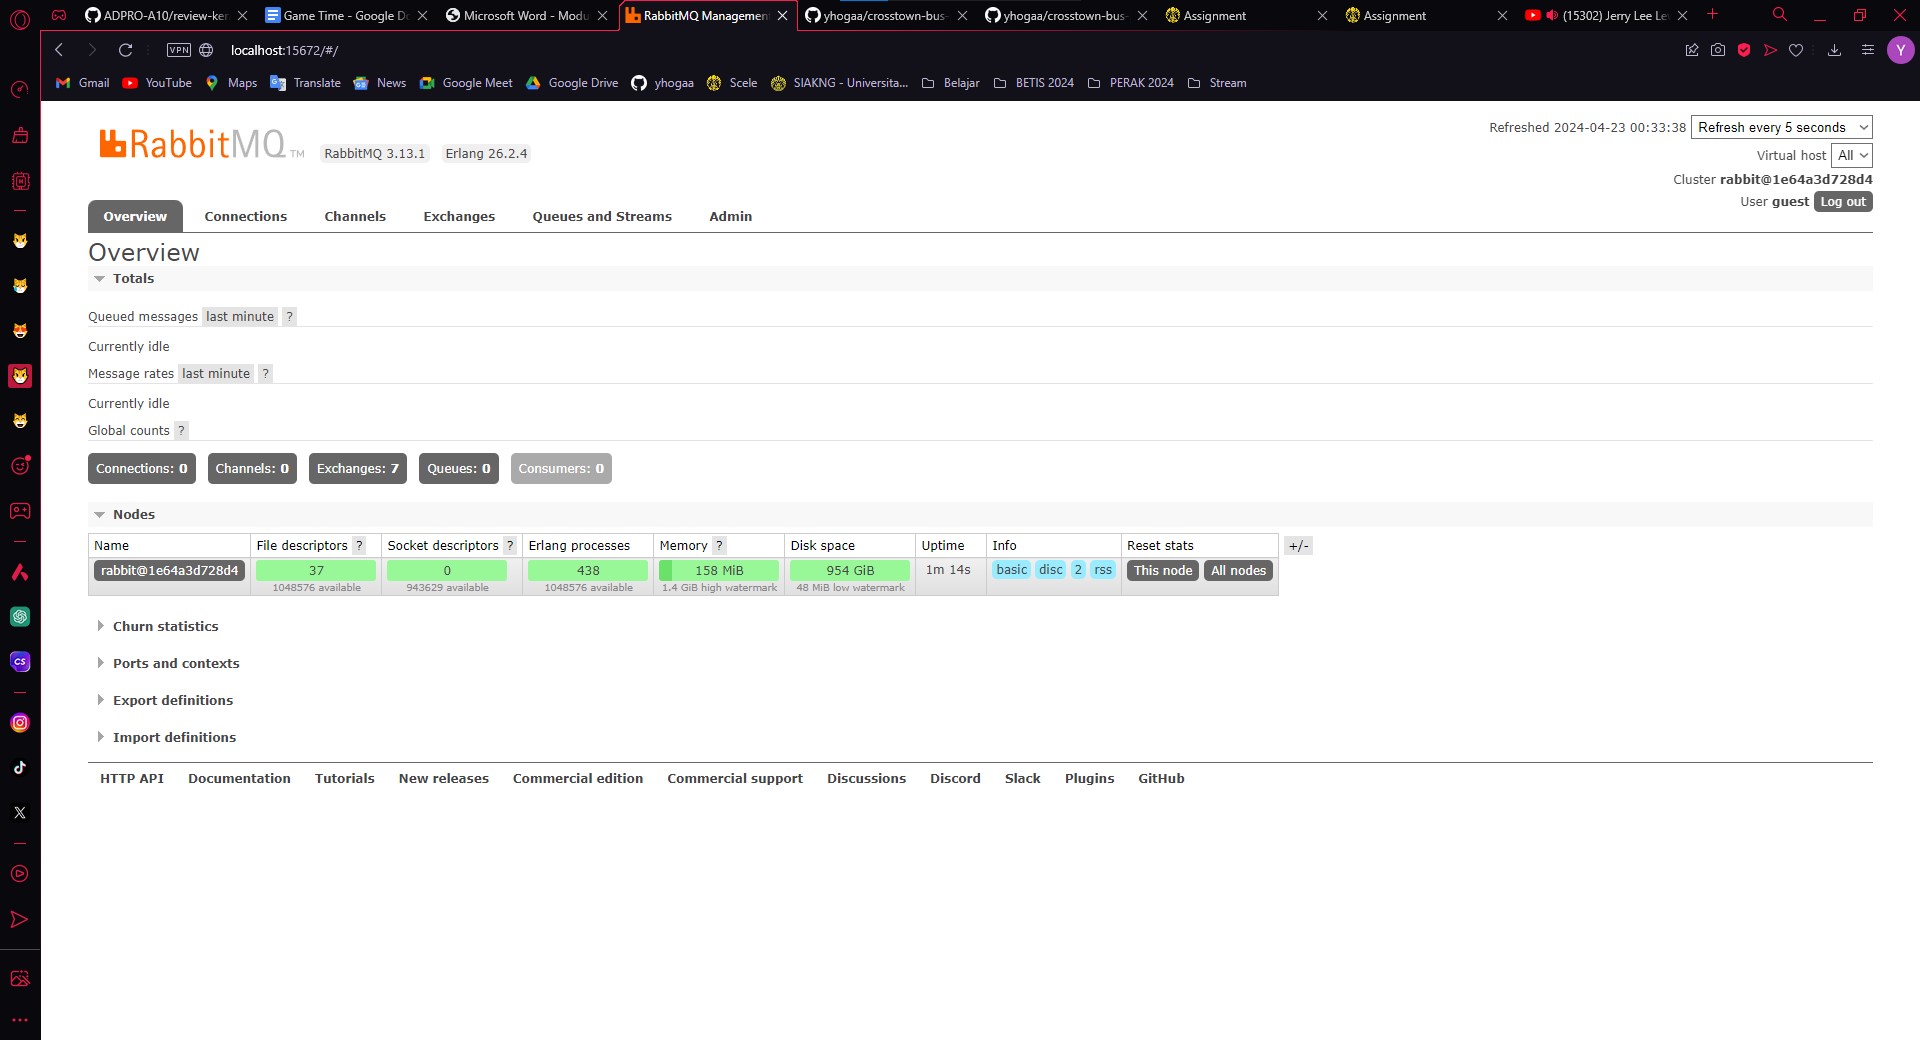 ADPRO-A10/review-ker
Game Time - Google Do
Microsoft Word - Modu
RabbitMQ Management
yhogaa/crosstown-bus-
yhogaa/crosstown-bus-
Assignment
Assignment
(15302) Jerry Lee Le
VPN
localhost:15672/#/
Y
Gmail
YouTube
Maps
Translate
News
Google Meet
Google Drive
yhogaa
Scele
SIAKNG - Universita...
Belajar
BETIS 2024
PERAK 2024
Stream
RabbitMQ TM
RabbitMQ 3.13.1
Erlang 26.2.4
Refreshed 2024-04-23 00:33:38
Refresh every 5 seconds
Virtual host
All
Cluster rabbit@1e64a3d728d4
User guest
Log out
Overview
Connections
Channels
Exchanges
Queues and Streams
Admin
Overview
Totals
Queued messages last minute ?
Currently idle
Message rates last minute ?
Currently idle
Global counts ?
Connections: 0
Channels: 0
Exchanges: 7
Queues: 0
Consumers: 0
Nodes
Name
File descriptors ?
Socket descriptors ?
Erlang processes
Memory ?
Disk space
Uptime
Info
Reset stats
+/-
rabbit@1e64a3d728d4
37
1048576 available
0
943629 available
438
1048576 available
158 MiB
1.4 GiB high watermark
954 GiB
48 MiB low watermark
1m 14s
basic
disc
2
rss
This node
All nodes
Churn statistics
Ports and contexts
Export definitions
Import definitions
HTTP API
Documentation
Tutorials
New releases
Commercial edition
Commercial support
Discussions
Discord
Slack
Plugins
GitHub
CS